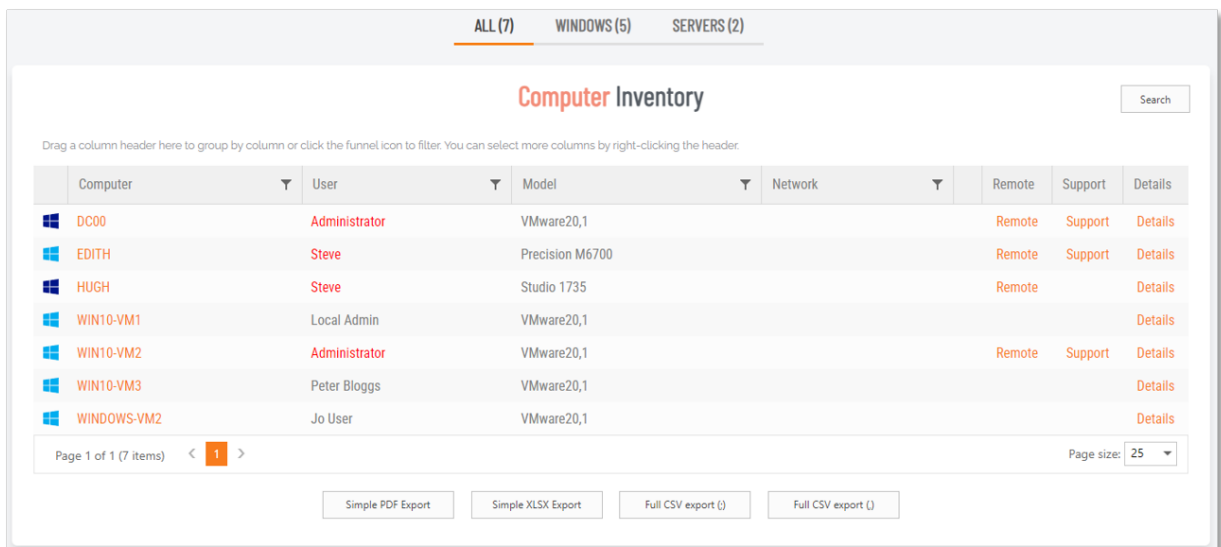 ALL (7) WINDOWS (5) SERVERS (2)
Computer Inventory
Search
Drag a column header here to group by column or click the funnel icon to filter. You can select more columns by right-clicking the header.
Computer User Model Network Remote Support Details
DC00 Administrator VMware20,1 Remote Support Details
EDITH Steve Precision M6700 Remote Support Details
HUGH Steve Studio 1735 Remote Details
WIN10-VM1 Local Admin VMware20,1 Details
WIN10-VM2 Administrator VMware20,1 Remote Support Details
WIN10-VM3 Peter Bloggs VMware20,1 Details
WINDOWS-VM2 Jo User VMware20,1 Details
Page 1 of 1 (7 items) < 1 > Page size: 25
Simple PDF Export Simple XLSX Export Full CSV export (;) Full CSV export (,)